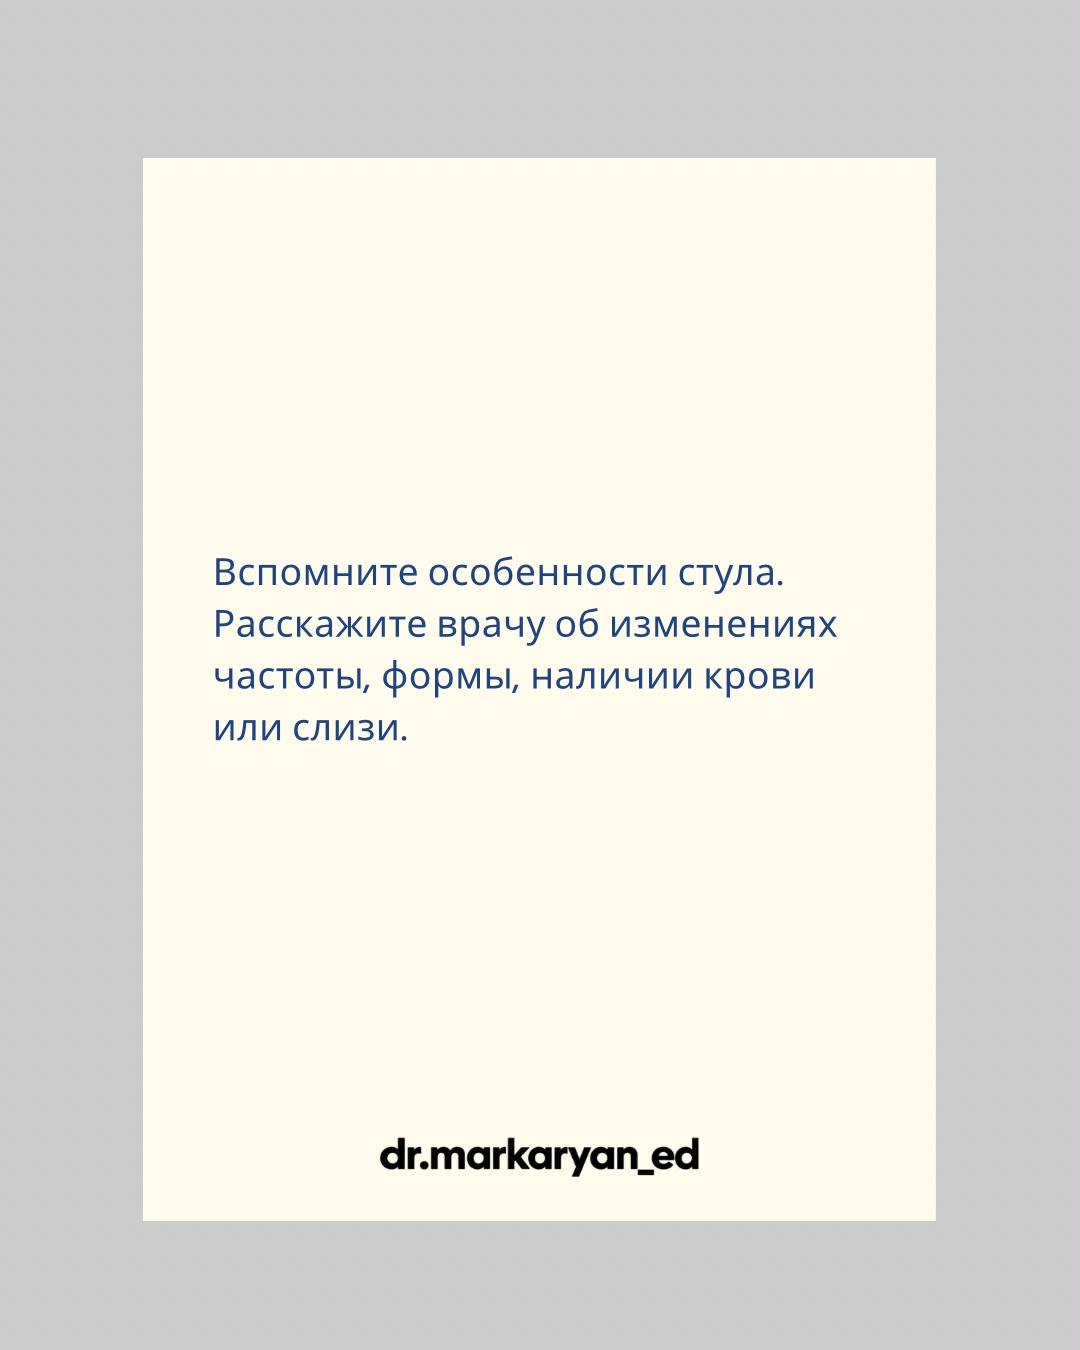 Вспомните особенности стула.
Расскажите врачу об изменениях
частоты, формы, наличии крови
или слизи.
dr.markaryan_ed